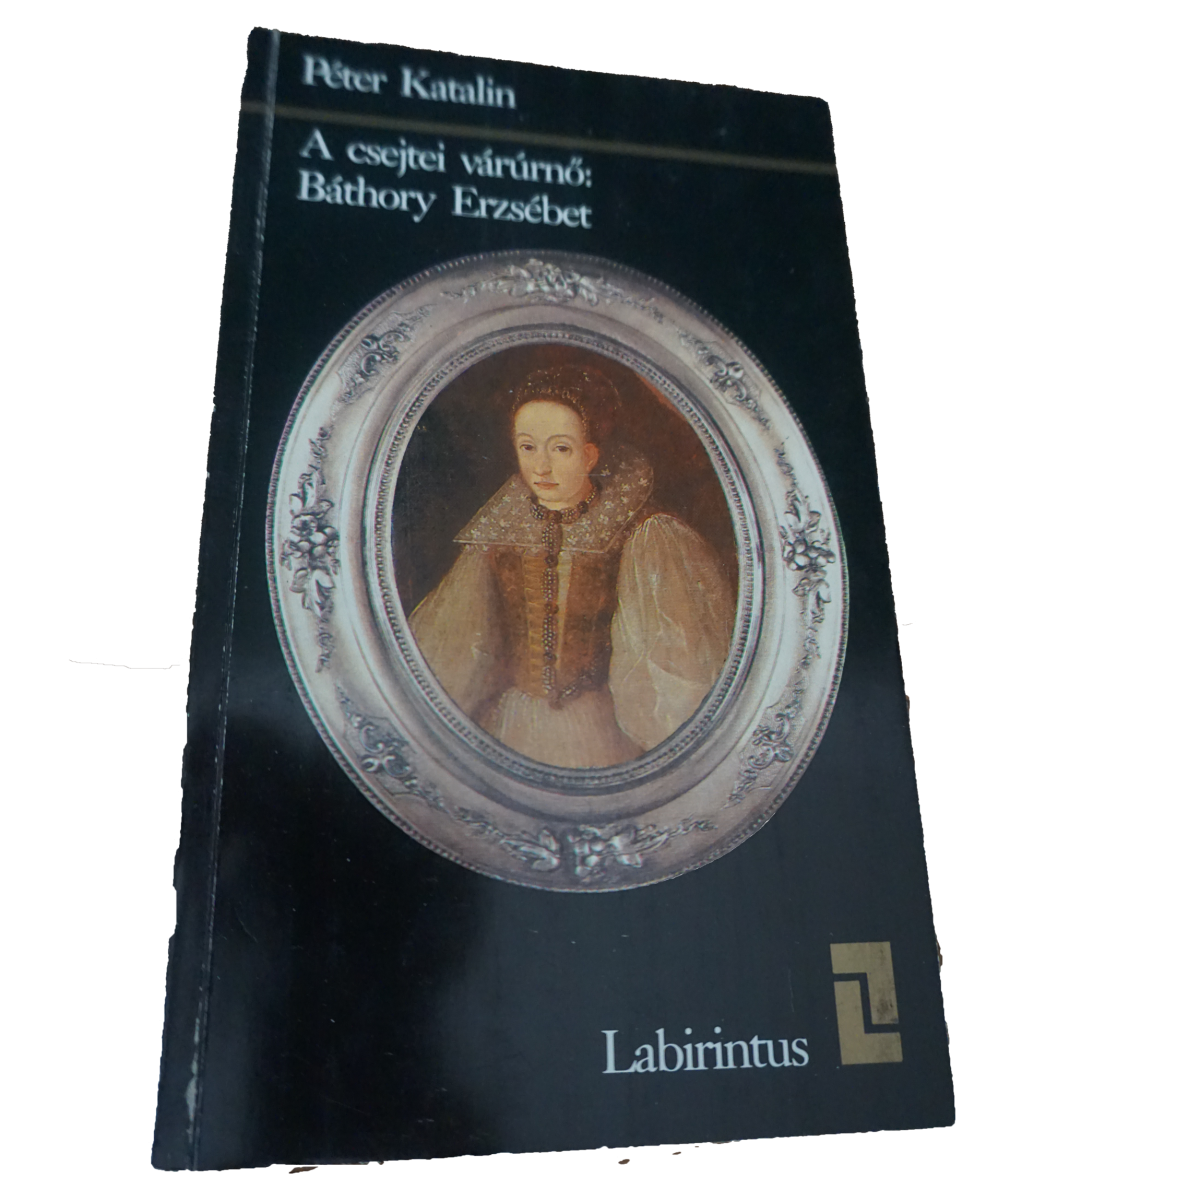 Péter Katalin
A csejtei várúrnő:
Báthory Erzsébet
Labirintus